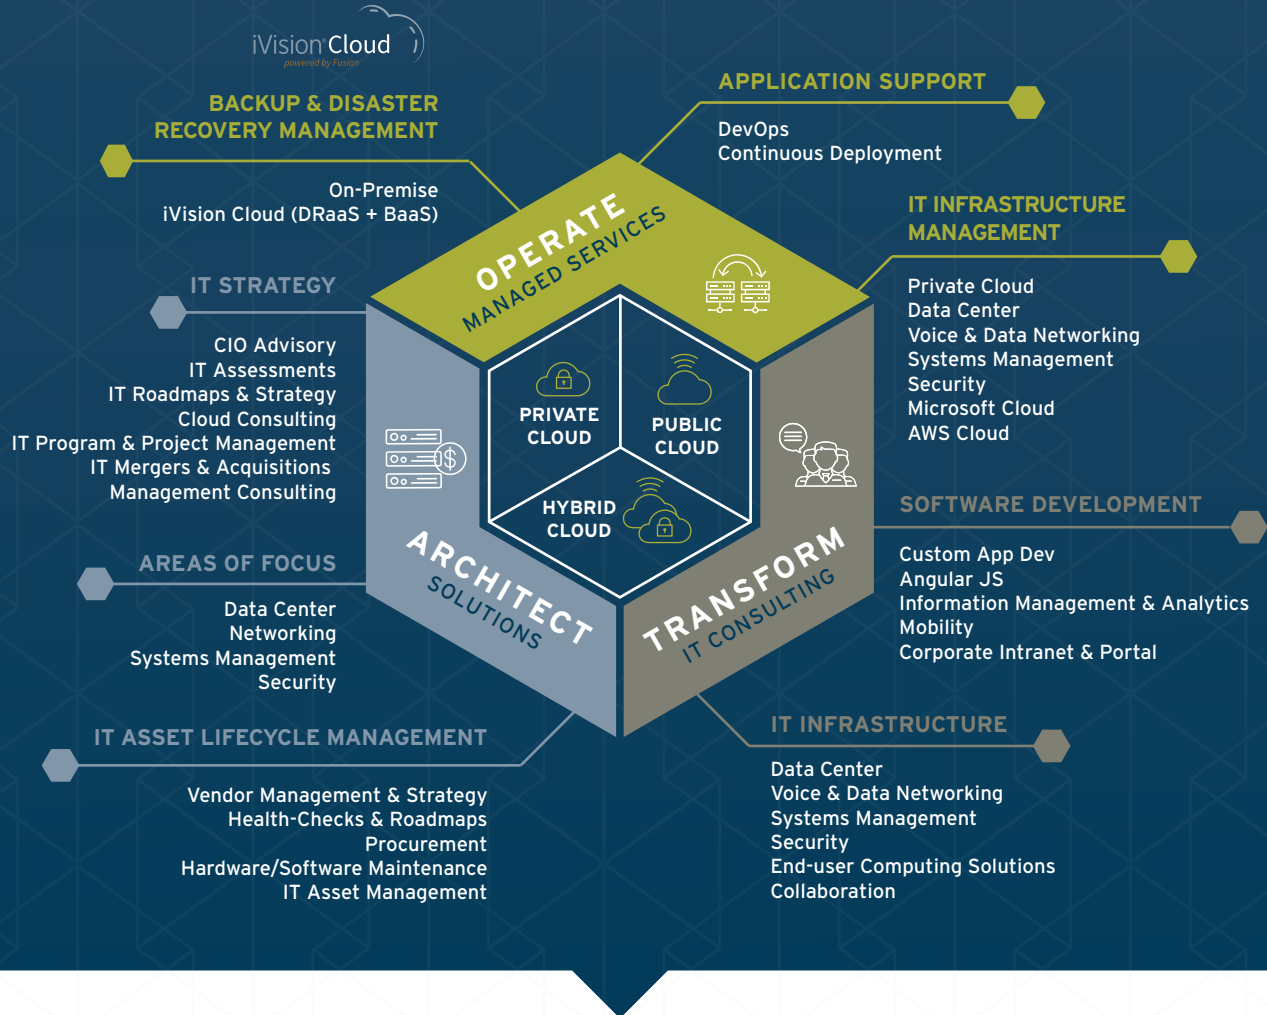 iVision® Cloud
powered by Fusion
BACKUP & DISASTER
RECOVERY MANAGEMENT
On-Premise
iVision Cloud (DRaaS + BaaS)
APPLICATION SUPPORT
DevOps
Continuous Deployment
IT INFRASTRUCTURE
MANAGEMENT
Private Cloud
Data Center
Voice & Data Networking
Systems Management
Security
Microsoft Cloud
AWS Cloud
OPERATE
MANAGED SERVICES
IT STRATEGY
CIO Advisory
IT Assessments
IT Roadmaps & Strategy
Cloud Consulting
IT Program & Project Management
IT Mergers & Acquisitions
Management Consulting
PRIVATE
CLOUD
PUBLIC
CLOUD
HYBRID
CLOUD
$
ARCHITECT
SOLUTIONS
TRANSFORM
IT CONSULTING
SOFTWARE DEVELOPMENT
Custom App Dev
Angular JS
Information Management & Analytics
Mobility
Corporate Intranet & Portal
AREAS OF FOCUS
Data Center
Networking
Systems Management
Security
IT ASSET LIFECYCLE MANAGEMENT
Vendor Management & Strategy
Health-Checks & Roadmaps
Procurement
Hardware/Software Maintenance
IT Asset Management
IT INFRASTRUCTURE
Data Center
Voice & Data Networking
Systems Management
Security
End-user Computing Solutions
Collaboration